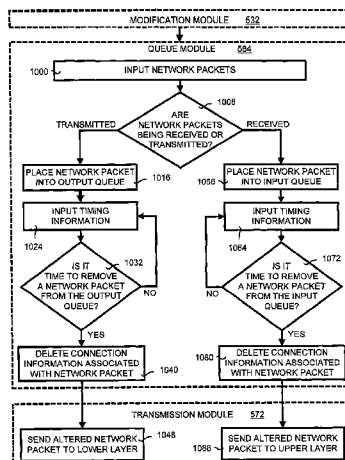 MODIFICATION MODULE 532
QUEUE MODULE 564
1000
INPUT NETWORK PACKETS
1008
ARE
NETWORK PACKETS
BEING RECEIVED OR
TRANSMITTED?
TRANSMITTED
RECEIVED
PLACE NETWORK PACKET
INTO OUTPUT QUEUE
1016
PLACE NETWORK PACKET
INTO INPUT QUEUE
1056
INPUT TIMING
INFORMATION
1024
INPUT TIMING
INFORMATION
1064
IS IT
TIME TO REMOVE
A NETWORK PACKET
FROM THE OUTPUT
QUEUE?
1032
NO
IS IT
TIME TO REMOVE
A NETWORK PACKET
FROM THE INPUT
QUEUE?
1072
NO
YES
YES
DELETE CONNECTION
INFORMATION ASSOCIATED
WITH NETWORK PACKET
1040
DELETE CONNECTION
INFORMATION ASSOCIATED
WITH NETWORK PACKET
1080
TRANSMISSION MODULE 572
SEND ALTERED NETWORK
PACKET TO LOWER LAYER
1048
SEND ALTERED NETWORK
PACKET TO UPPER LAYER
1088